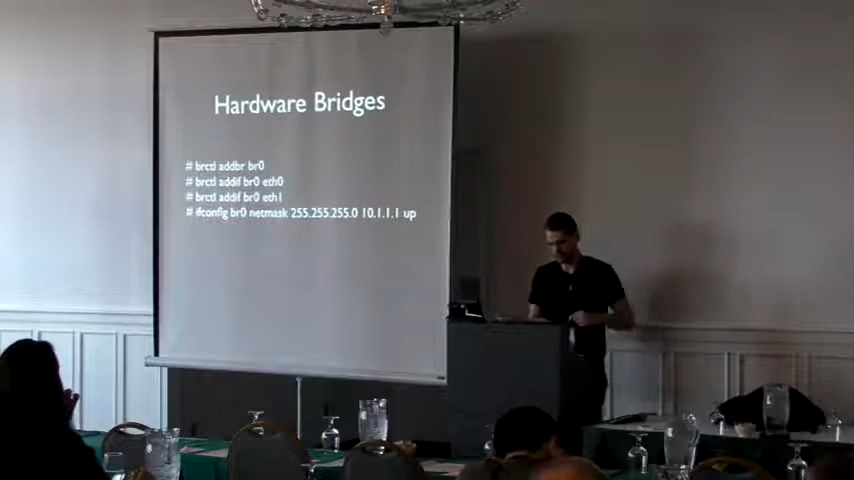 Hardware Bridges
# brctl addbr br0
# brctl addif br0 eth0
# brctl addif br0 eth1
# ifconfig br0 netmask 255.255.255.0 10.1.1.1 up